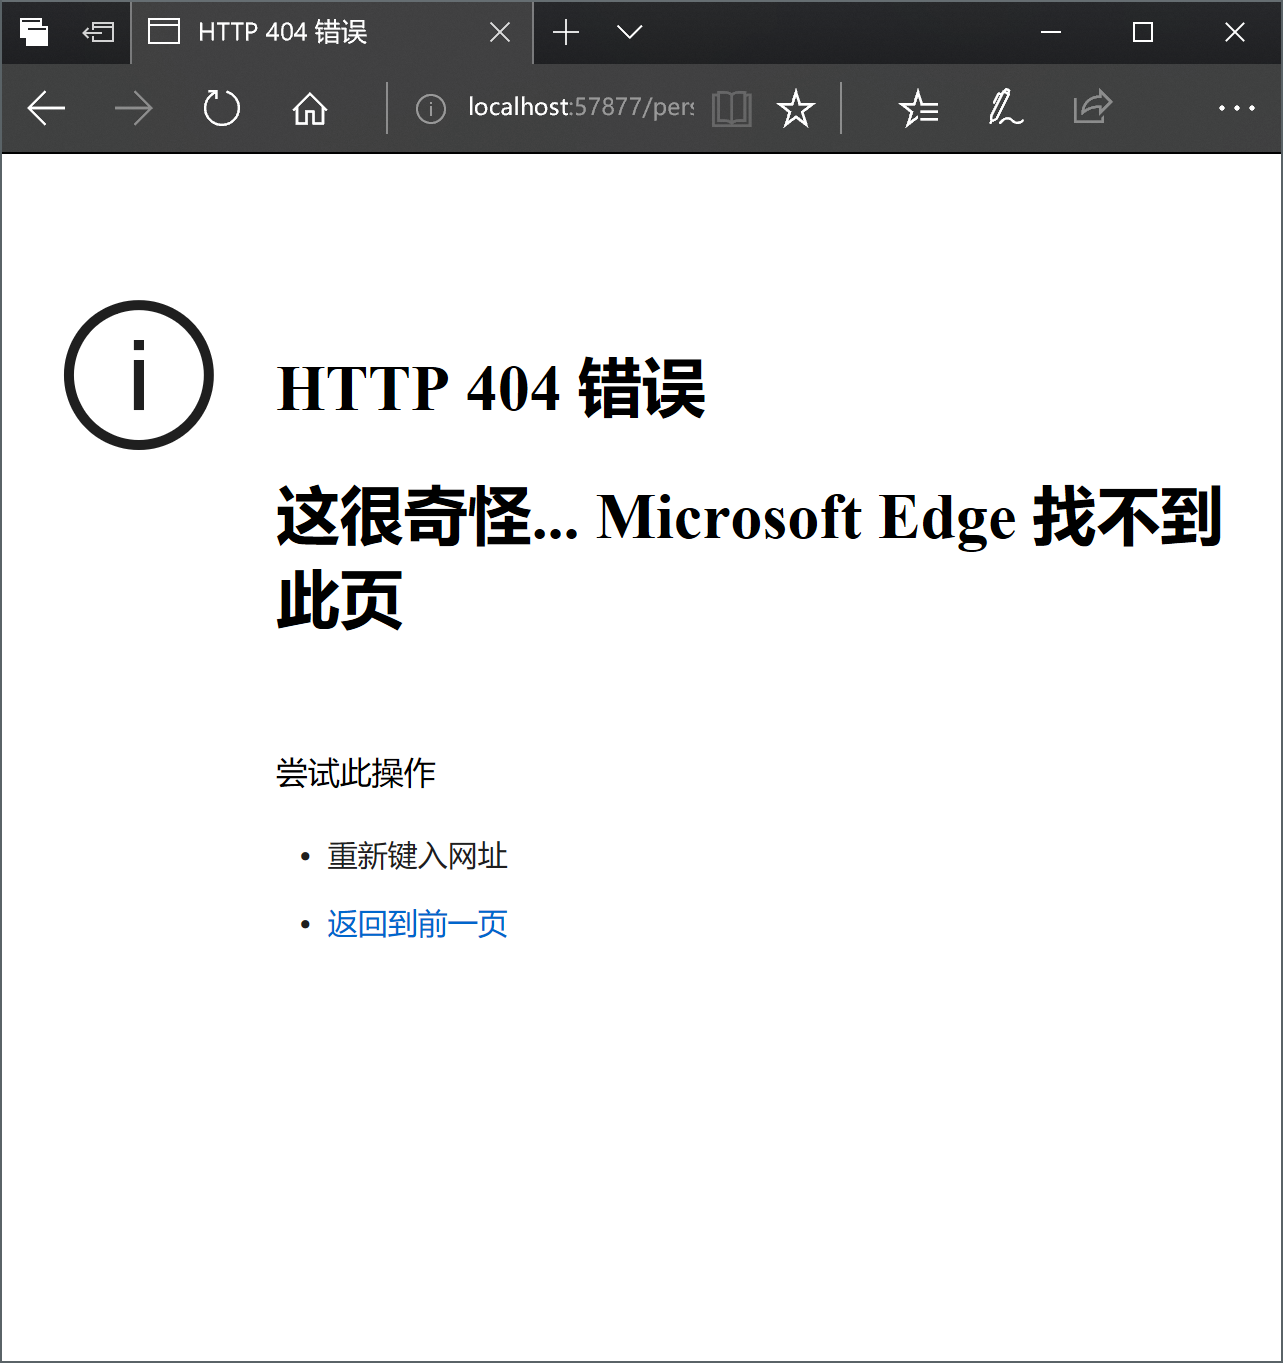 HTTP 404 错误
localhost:57877/pers
HTTP 404 错误
这很奇怪... Microsoft Edge 找不到
此页
尝试此操作
• 重新键入网址
• 返回到前一页